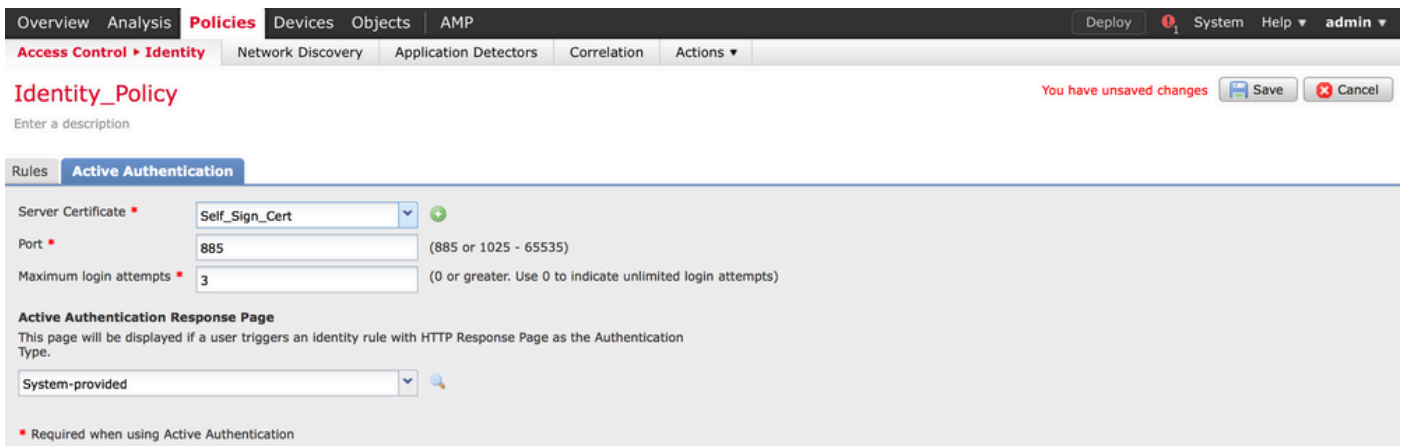 Overview Analysis Policies Devices Objects AMP Deploy 1 System Help ▾ admin ▾
Access Control ▸ Identity Network Discovery Application Detectors Correlation Actions ▾
Identity_Policy You have unsaved changes Save Cancel
Enter a description
Rules Active Authentication
Server Certificate * Self_Sign_Cert
Port * 885 (885 or 1025 - 65535)
Maximum login attempts * 3 (0 or greater. Use 0 to indicate unlimited login attempts)
Active Authentication Response Page
This page will be displayed if a user triggers an identity rule with HTTP Response Page as the Authentication
Type.
System-provided
* Required when using Active Authentication